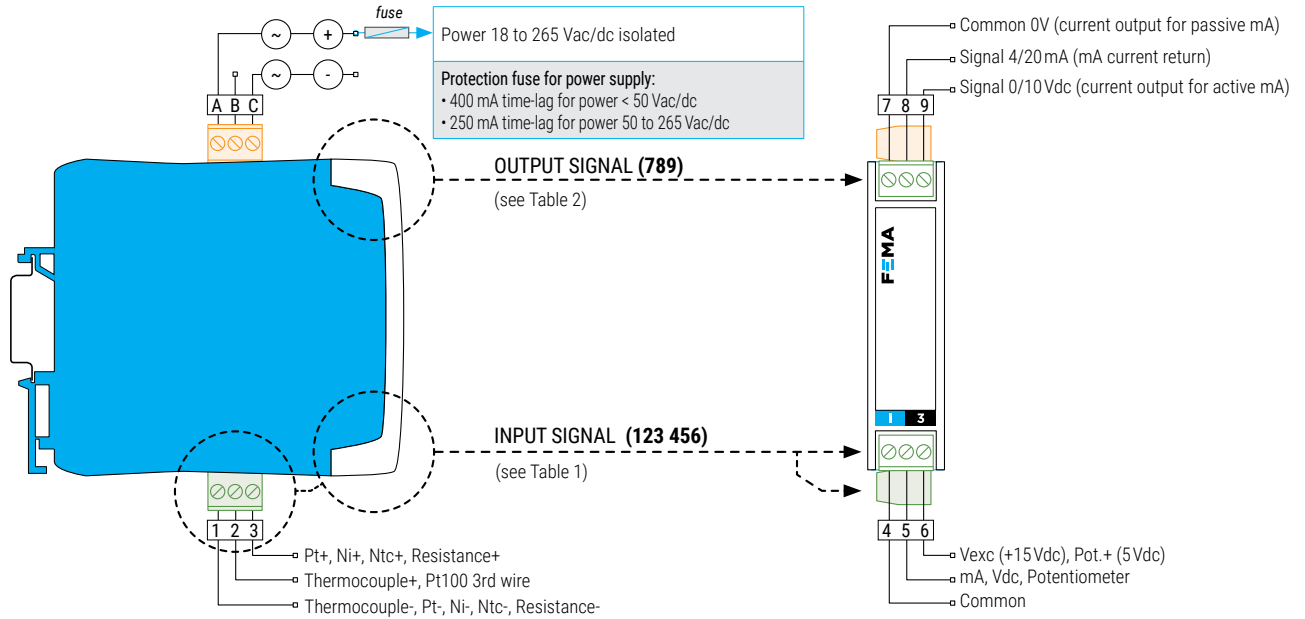 fuse
~ +
Power 18 to 265 Vac/dc isolated
~ -
Protection fuse for power supply:
• 400 mA time-lag for power < 50 Vac/dc
• 250 mA time-lag for power 50 to 265 Vac/dc
A B C
Common 0V (current output for passive mA)
Signal 4/20 mA (mA current return)
Signal 0/10 Vdc (current output for active mA)
7 8 9
OUTPUT SIGNAL (789)
(see Table 2)
FEMA
I 3
INPUT SIGNAL (123 456)
(see Table 1)
1 2 3
Pt+, Ni+, Ntc+, Resistance+
Thermocouple+, Pt100 3rd wire
Thermocouple-, Pt-, Ni-, Ntc-, Resistance-
4 5 6
Vexc (+15 Vdc), Pot.+ (5 Vdc)
mA, Vdc, Potentiometer
Common